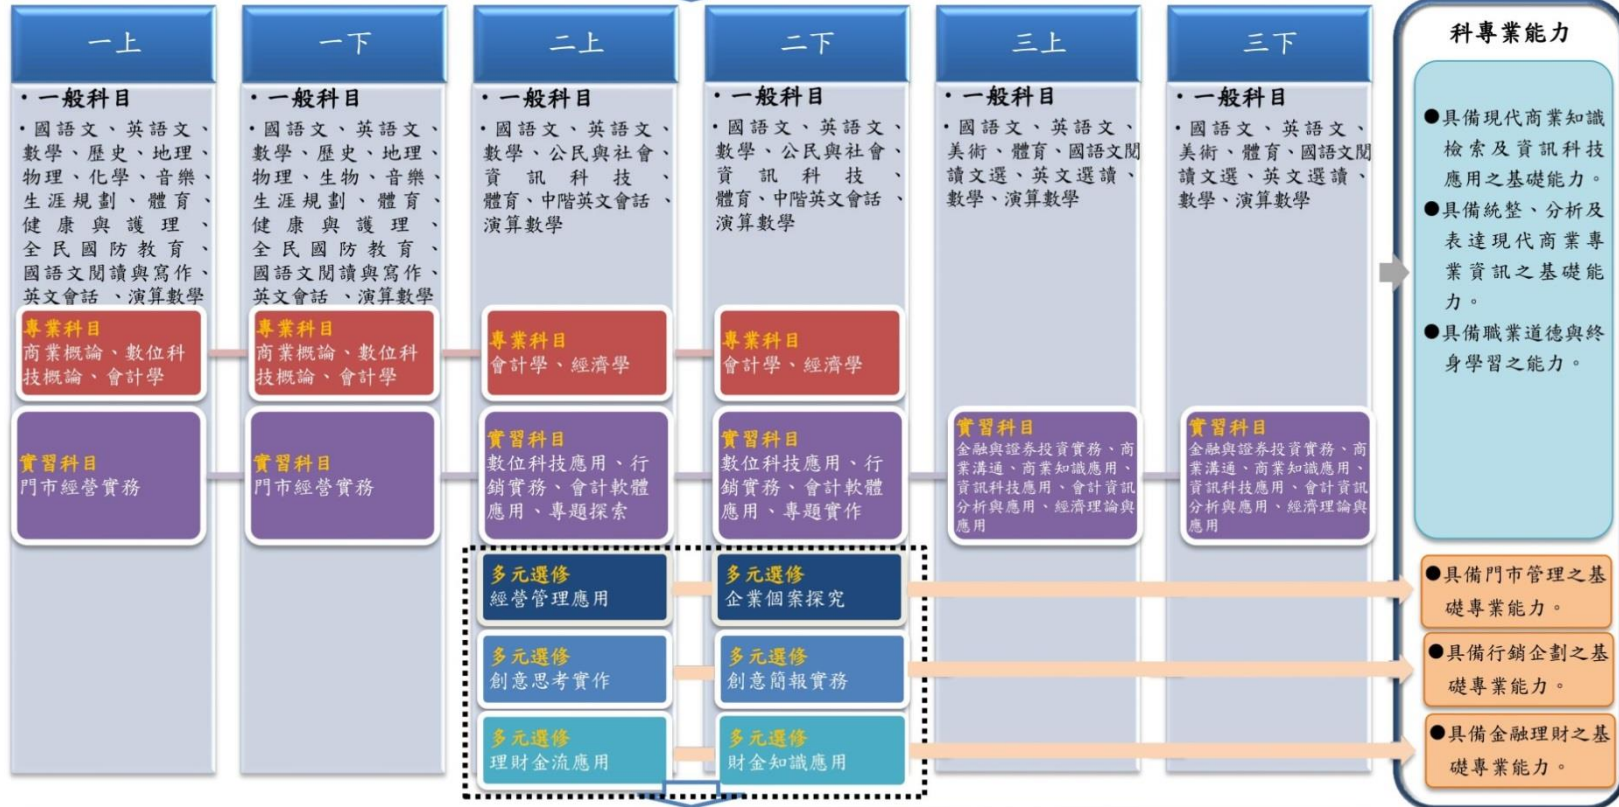 一上
・一般科目
・國語文、英語文、
數學、歷史、地理、
物理、化學、音樂、
生涯規劃、體育、
健康與護理、
全民國防教育、
國語文閱讀與寫作、
英文會話 、演算數學
專業科目
商業概論、數位科
技概論、會計學
實習科目
門市經營實務
一下
・一般科目
・國語文、英語文、
數學、歷史、地理、
物理、生物、音樂、
生涯規劃、體育、
健康與護理、
全民國防教育、
國語文閱讀與寫作、
英文會話 、演算數學
專業科目
商業概論、數位科
技概論、會計學
實習科目
門市經營實務
二上
・一般科目
・國語文、英語文、
數學、公民與社會、
資訊科技、
體育、中階英文會話 、
演算數學
專業科目
會計學、經濟學
實習科目
數位科技應用、行
銷實務、會計軟體
應用、專題探索
多元選修
經營管理應用
多元選修
創意思考實作
多元選修
理財金流應用
二下
・一般科目
・國語文、英語文、
數學、公民與社會、
資訊科技、
體育、中階英文會話 、
演算數學
專業科目
會計學、經濟學
實習科目
數位科技應用、行
銷實務、會計軟體
應用、專題實作
多元選修
企業個案探究
多元選修
創意簡報實務
多元選修
財金知識應用
三上
・一般科目
・國語文、英語文、
美術、體育、國語文閱
讀文選、英文選讀、
數學、演算數學
實習科目
金融與證券投資實務、商
業溝通、商業知識應用、
資訊科技應用、會計資訊
分析與應用、經濟理論與
應用
三下
・一般科目
・國語文、英語文、
美術、體育、國語文閱
讀文選、英文選讀、
數學、演算數學
實習科目
金融與證券投資實務、商
業溝通、商業知識應用、
資訊科技應用、會計資訊
分析與應用、經濟理論與
應用
科專業能力
●具備現代商業知識
檢索及資訊科技
應用之基礎能力。
●具備統整、分析及
表達現代商業專
業資訊之基礎能
力。
●具備職業道德與終
身學習之能力。
●具備門市管理之基
礎專業能力。
●具備行銷企劃之基
礎專業能力。
●具備金融理財之基
礎專業能力。